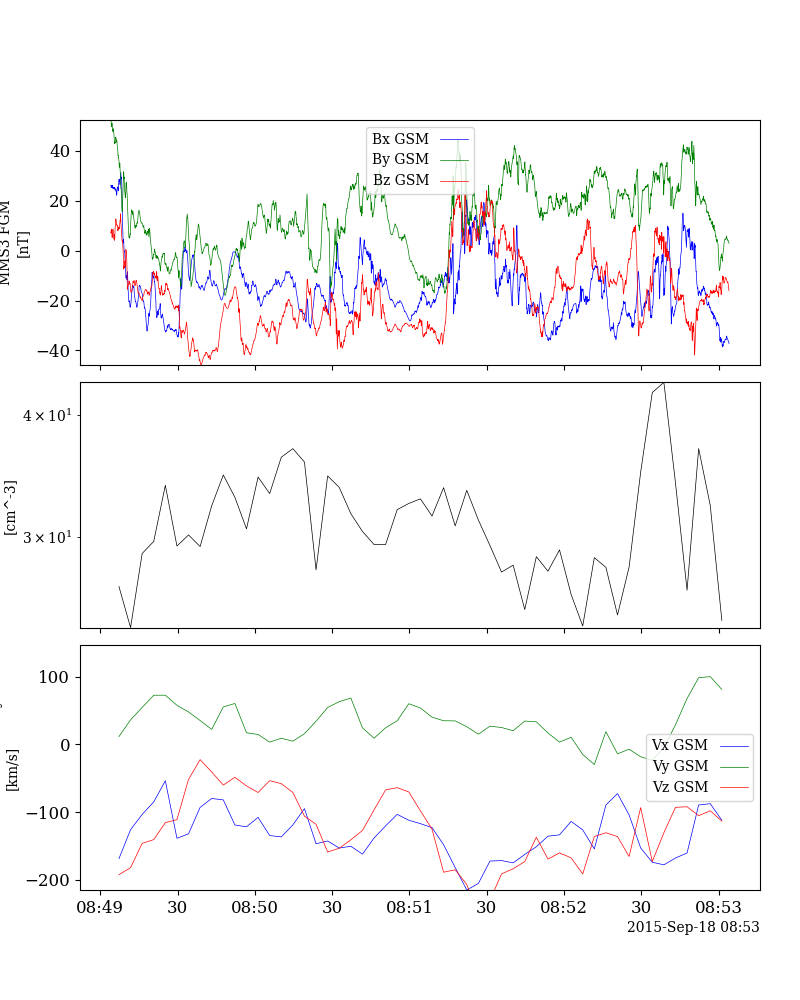 Bx GSM
By GSM
Bz GSM
40
20
0
−20
−40
MMS3 FGM
[nT]
4 × 10¹
3 × 10¹
[cm^-3]
100
0
−100
−200
[km/s]
Vx GSM
Vy GSM
Vz GSM
08:49 30 08:50 30 08:51 30 08:52 30 08:53
2015-Sep-18 08:53